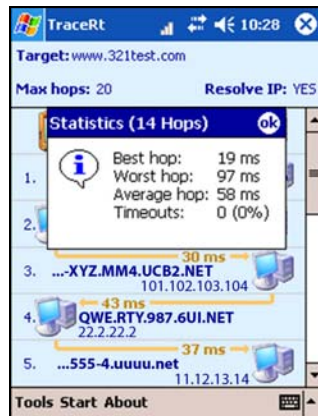 TraceRt 10:28
Target: www.321test.com
Max hops: 20 Resolve IP: YES
Statistics (14 Hops) ok
Best hop: 19 ms
Worst hop: 97 ms
Average hop: 58 ms
Timeouts: 0 (0%)
1.
2.
30 ms
3. ...-XYZ.MM4.UCB2.NET
101.102.103.104
43 ms
4. QWE.RTY.987.6UI.NET
22.2.22.2
37 ms
5. ...555-4.uuuu.net
11.12.13.14
Tools Start About